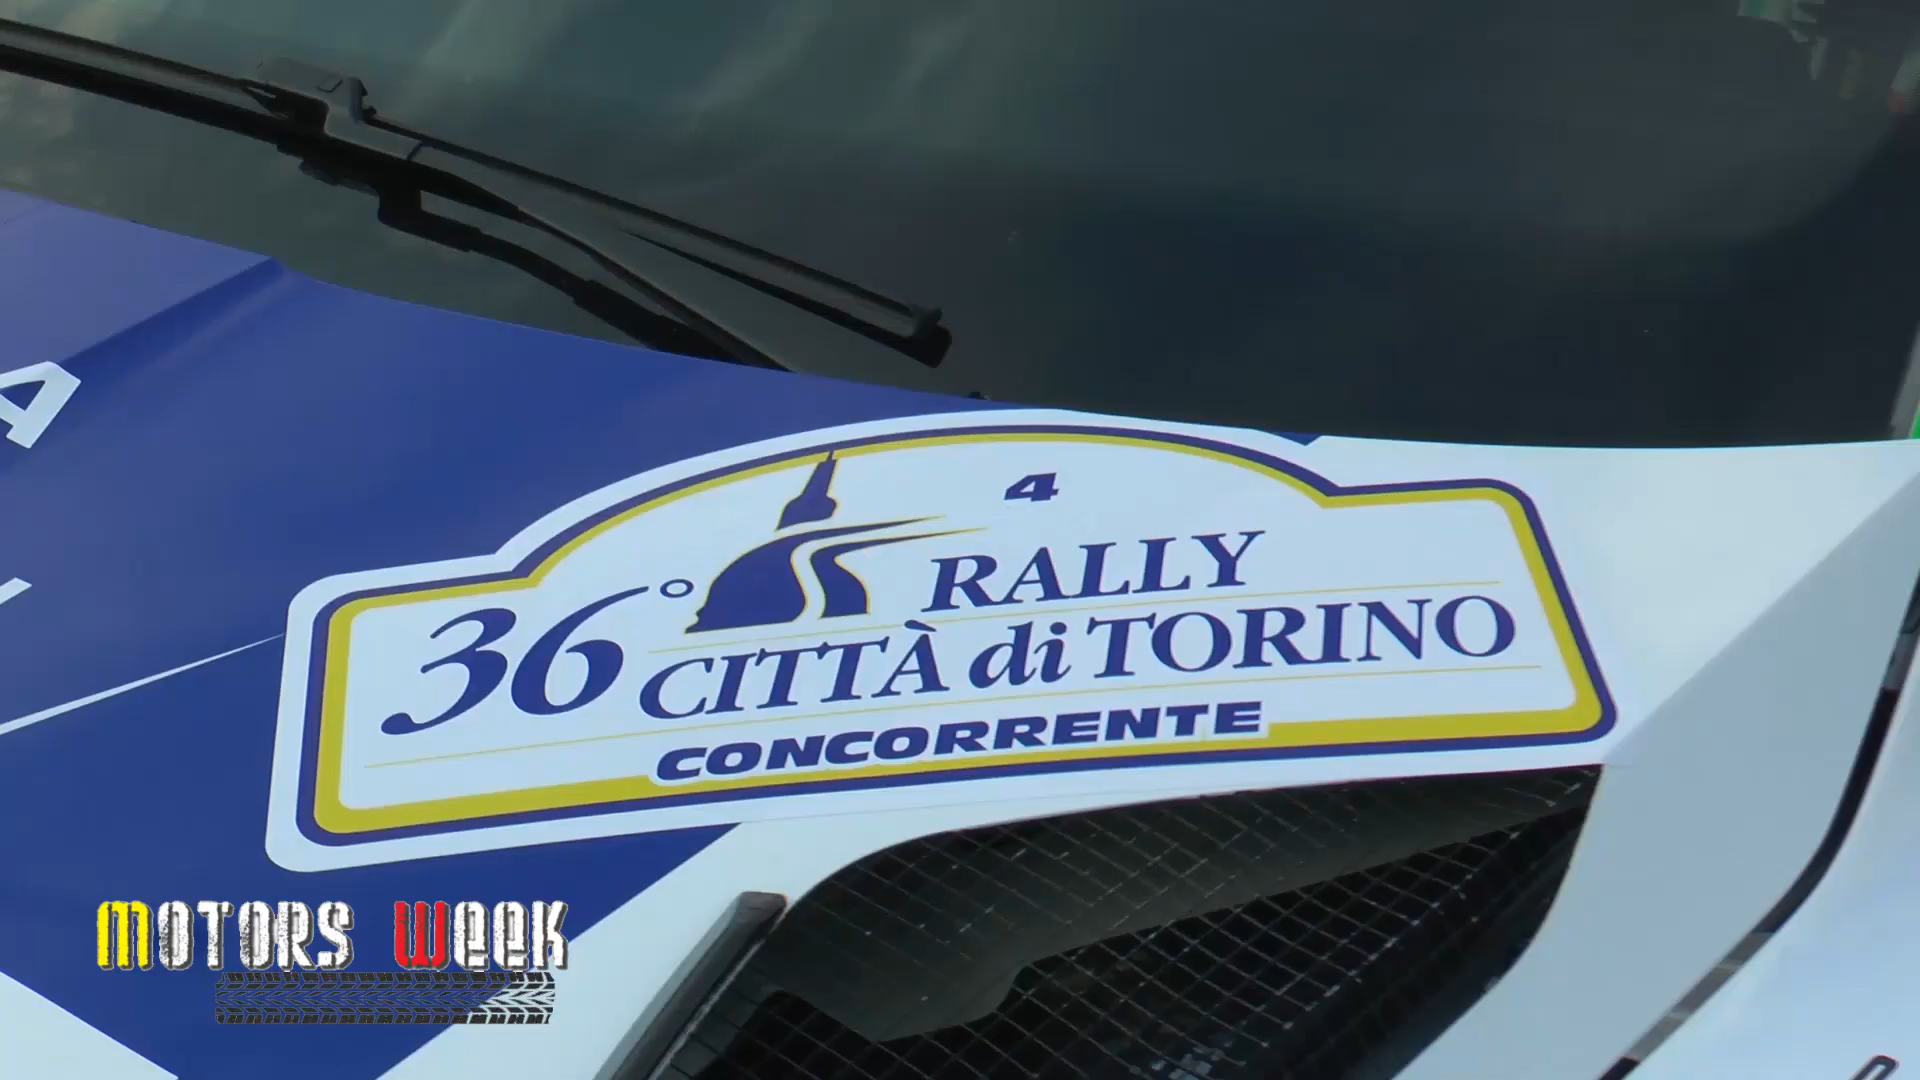 A
4
36° RALLY
CITTÀ di TORINO
CONCORRENTE
MOTORS WEEK